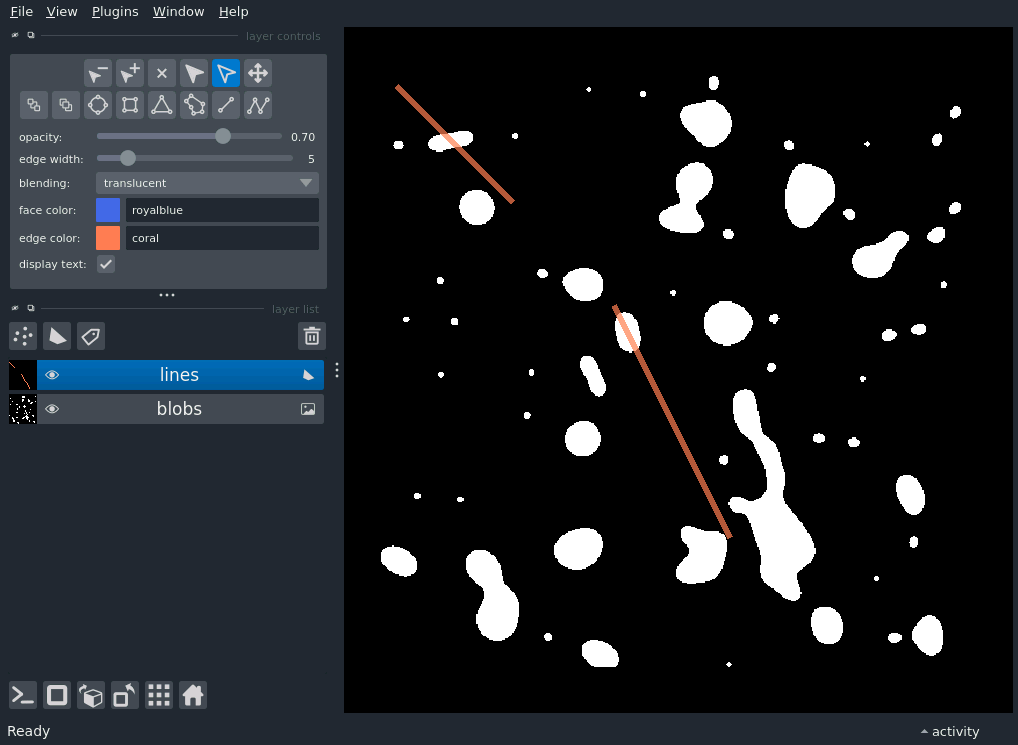 File View Plugins Window Help
layer controls
opacity: 0.70
edge width: 5
blending: translucent
face color: royalblue
edge color: coral
display text:
layer list
lines
blobs
Ready activity